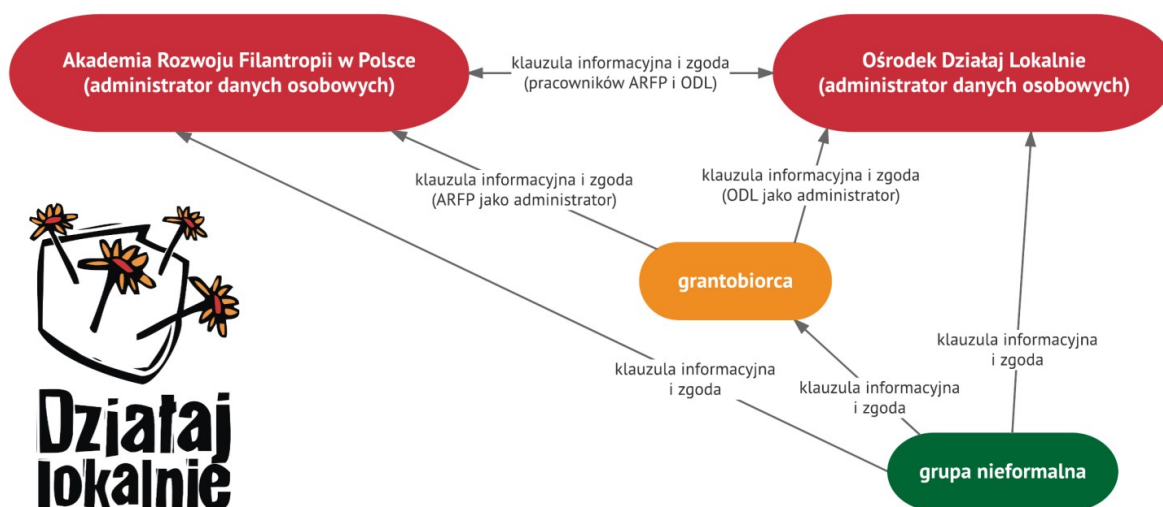 Akademia Rozwoju Filantropii w Polsce
(administrator danych osobowych)
klauzula informacyjna i zgoda
(pracowników ARFP i ODL)
Ośrodek Działaj Lokalnie
(administrator danych osobowych)
klauzula informacyjna i zgoda
(ARFP jako administrator)
klauzula informacyjna i zgoda
(ODL jako administrator)
grantobiorca
klauzula informacyjna
i zgoda
klauzula informacyjna
i zgoda
klauzula informacyjna
i zgoda
grupa nieformalna
Działaj
lokalnie